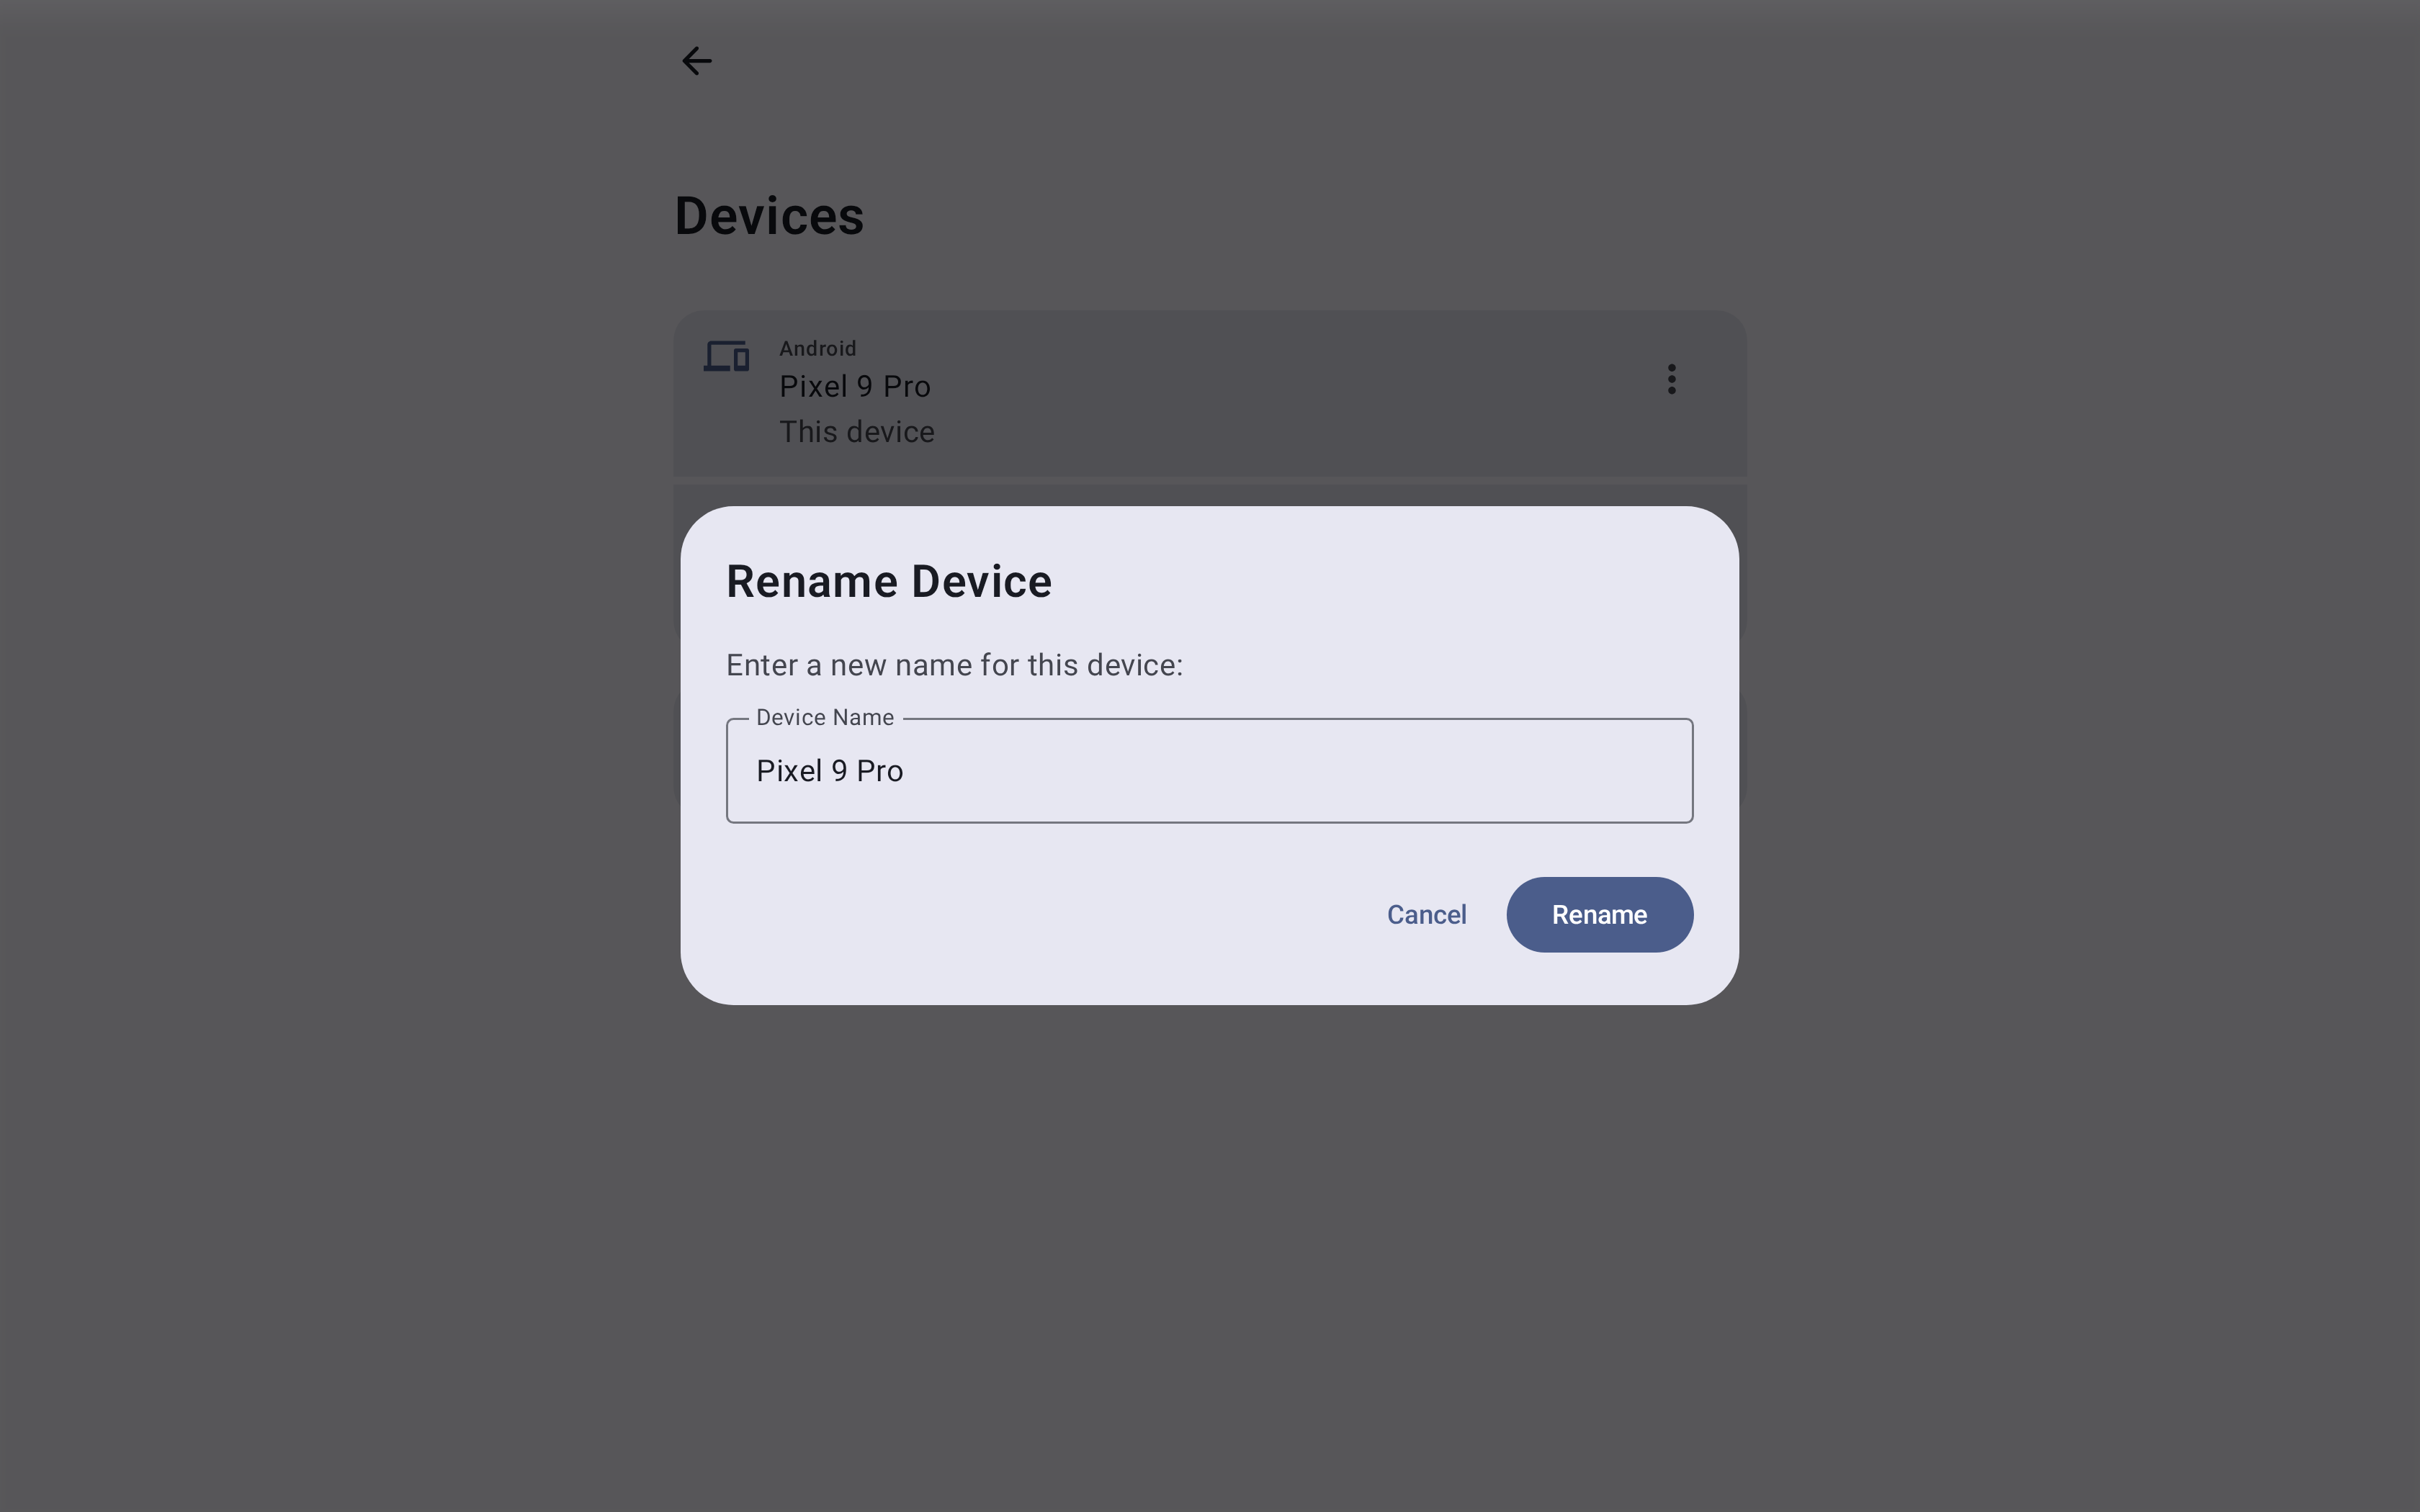 Devices
Android
Pixel 9 Pro
This device
Rename Device
Enter a new name for this device:
Device Name
Pixel 9 Pro
Cancel
Rename